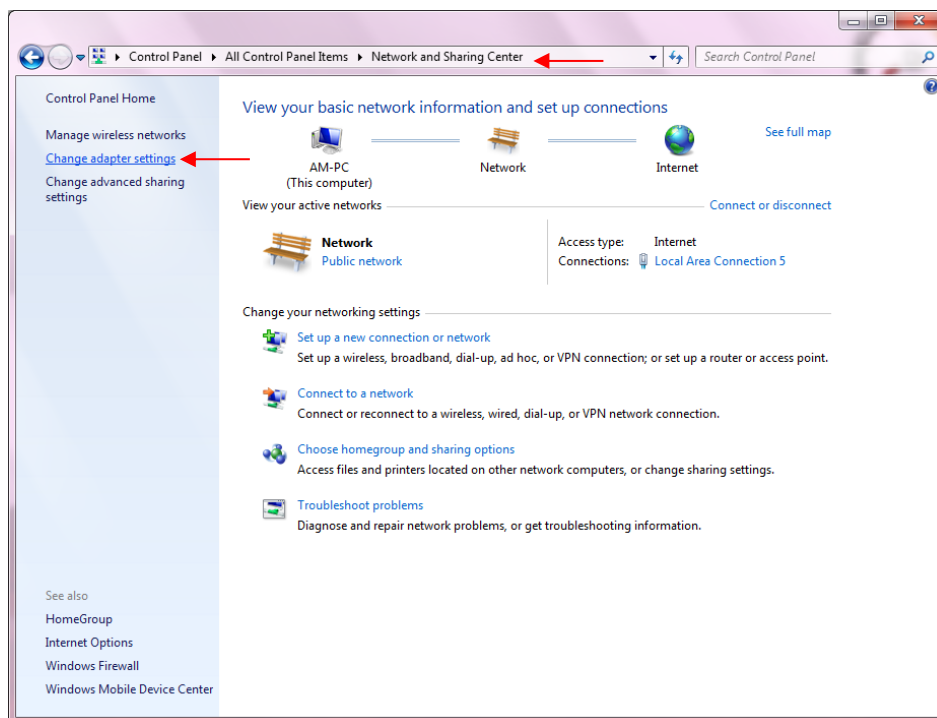 Control Panel All Control Panel Items Network and Sharing Center Search Control Panel
Control Panel Home
Manage wireless networks
Change adapter settings
Change advanced sharing
settings
View your basic network information and set up connections
See full map
AM-PC Network Internet
(This computer)
View your active networks Connect or disconnect
Network
Public network
Access type: Internet
Connections: Local Area Connection 5
Change your networking settings
Set up a new connection or network
Set up a wireless, broadband, dial-up, ad hoc, or VPN connection; or set up a router or access point.
Connect to a network
Connect or reconnect to a wireless, wired, dial-up, or VPN network connection.
Choose homegroup and sharing options
Access files and printers located on other network computers, or change sharing settings.
Troubleshoot problems
Diagnose and repair network problems, or get troubleshooting information.
See also
HomeGroup
Internet Options
Windows Firewall
Windows Mobile Device Center